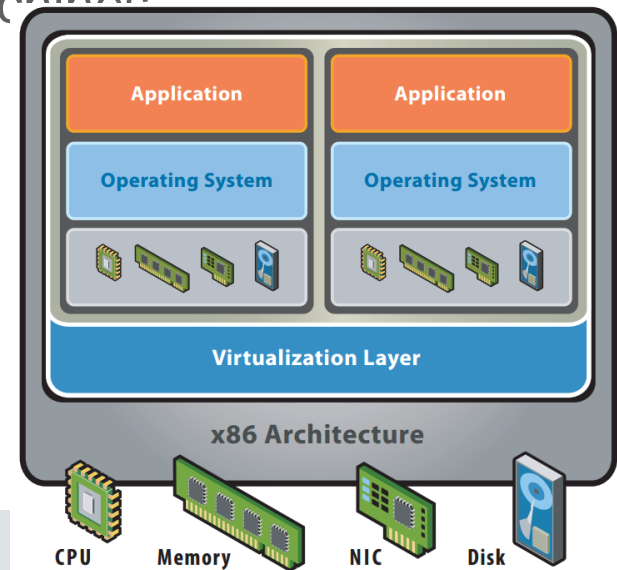 Application Application
Operating System Operating System
Virtualization Layer
x86 Architecture
CPU Memory NIC Disk